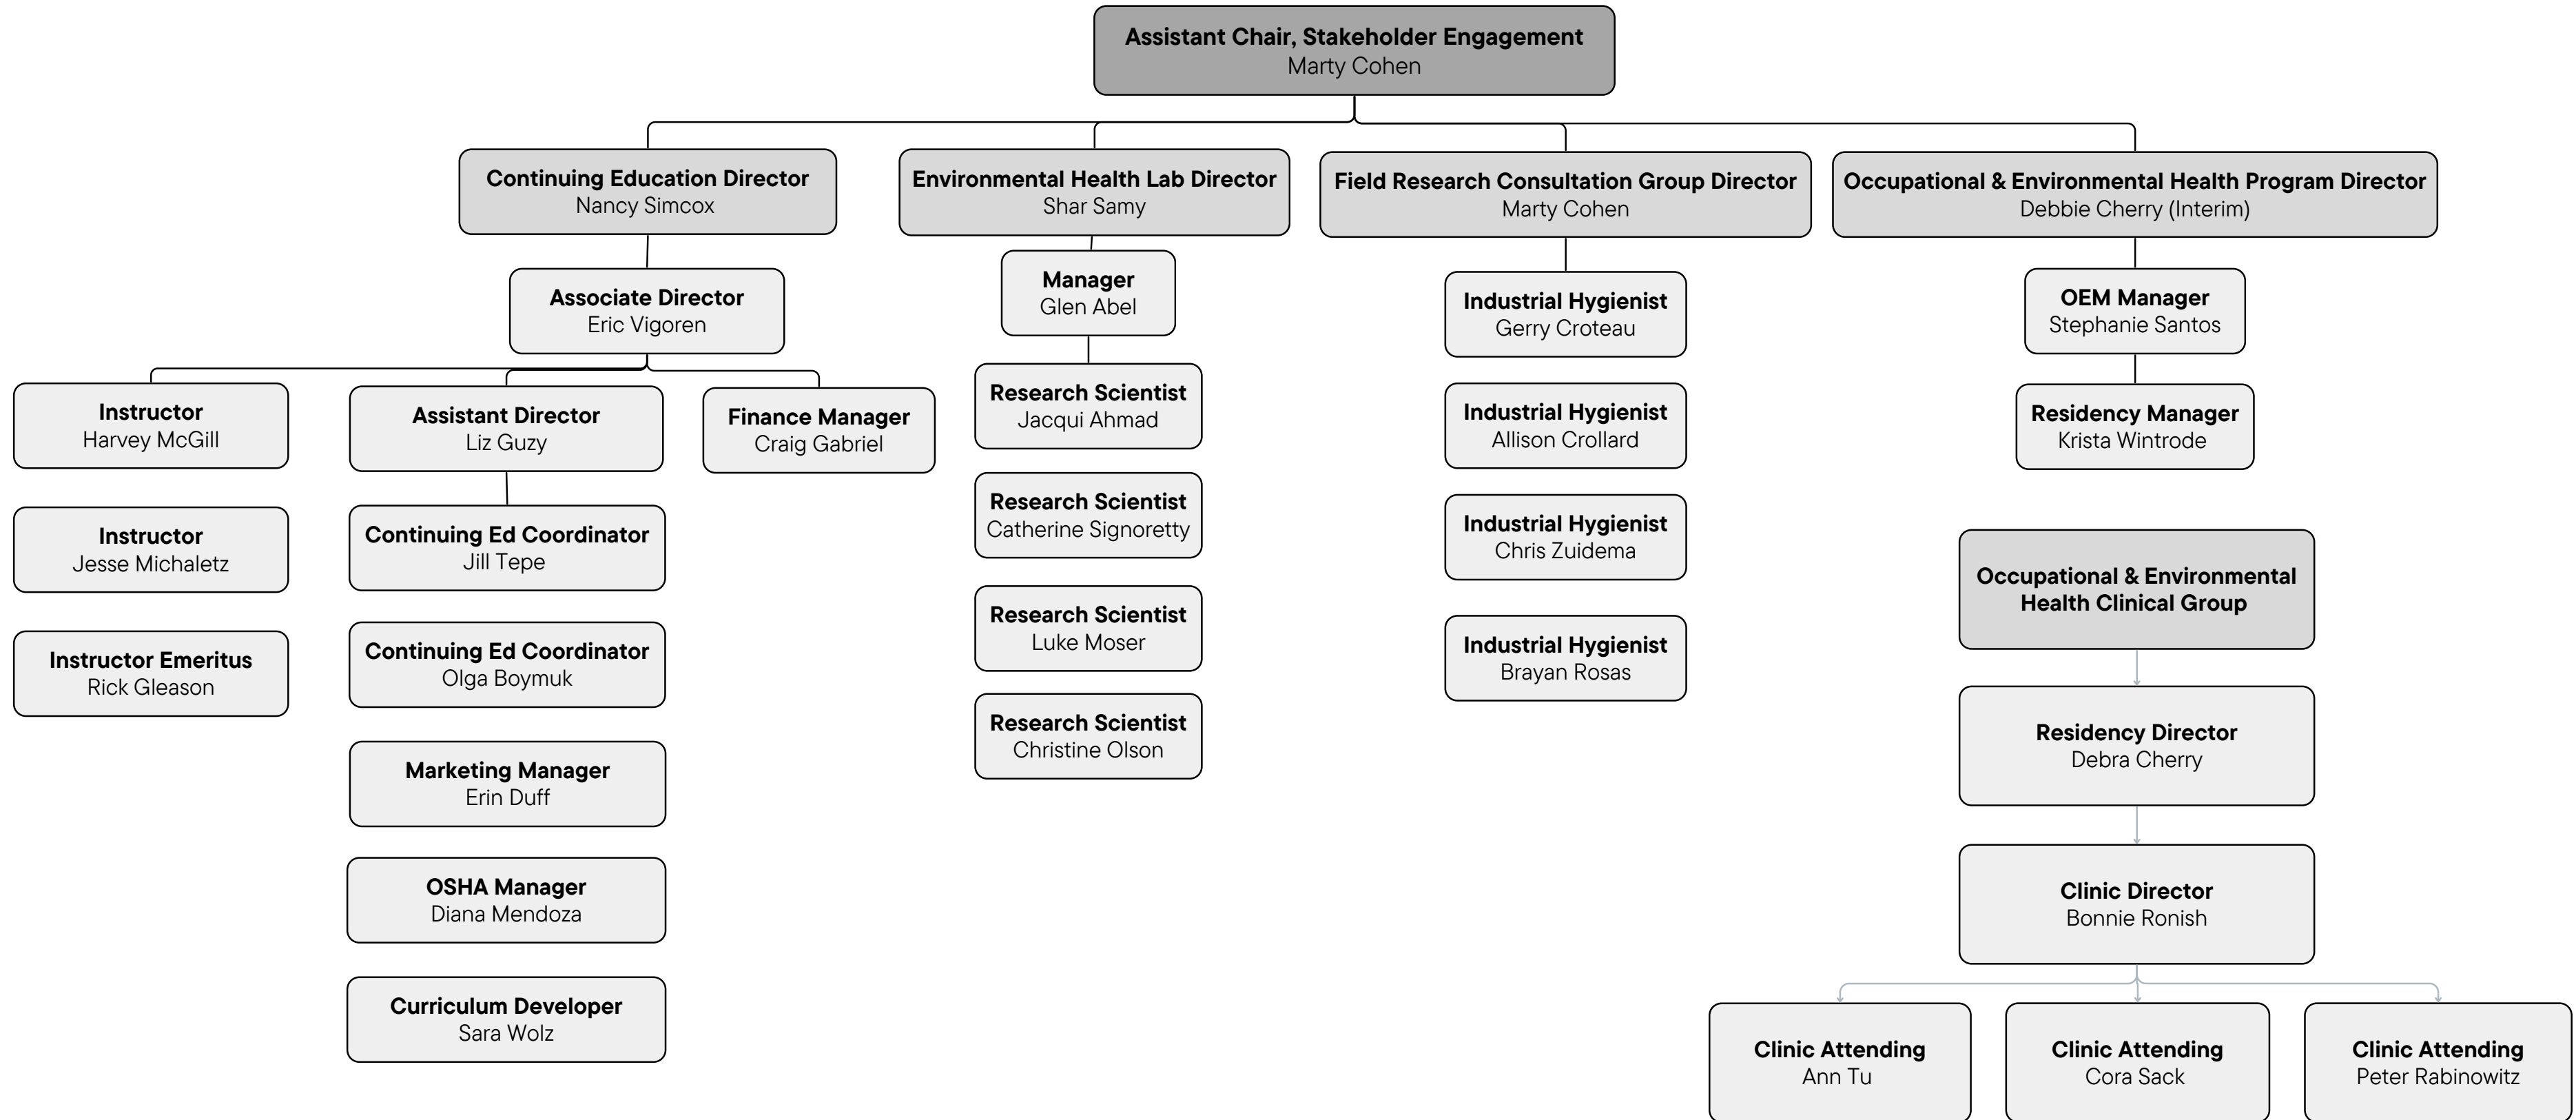 Assistant Chair, Stakeholder Engagement
Marty Cohen
Continuing Education Director
Nancy Simcox
Environmental Health Lab Director
Shar Samy
Field Research Consultation Group Director
Marty Cohen
Occupational & Environmental Health Program Director
Debbie Cherry (Interim)
Associate Director
Eric Vigoren
Instructor
Harvey McGill
Instructor
Jesse Michaletz
Instructor Emeritus
Rick Gleason
Assistant Director
Liz Guzy
Continuing Ed Coordinator
Jill Tepe
Continuing Ed Coordinator
Olga Boymuk
Marketing Manager
Erin Duff
OSHA Manager
Diana Mendoza
Curriculum Developer
Sara Wolz
Finance Manager
Craig Gabriel
Manager
Glen Abel
Research Scientist
Jacqui Ahmad
Research Scientist
Catherine Signoretty
Research Scientist
Luke Moser
Research Scientist
Christine Olson
Industrial Hygienist
Gerry Croteau
Industrial Hygienist
Allison Crollard
Industrial Hygienist
Chris Zuidema
Industrial Hygienist
Brayan Rosas
OEM Manager
Stephanie Santos
Residency Manager
Krista Wintrode
Occupational & Environmental
Health Clinical Group
Residency Director
Debra Cherry
Clinic Director
Bonnie Ronish
Clinic Attending
Ann Tu
Clinic Attending
Cora Sack
Clinic Attending
Peter Rabinowitz